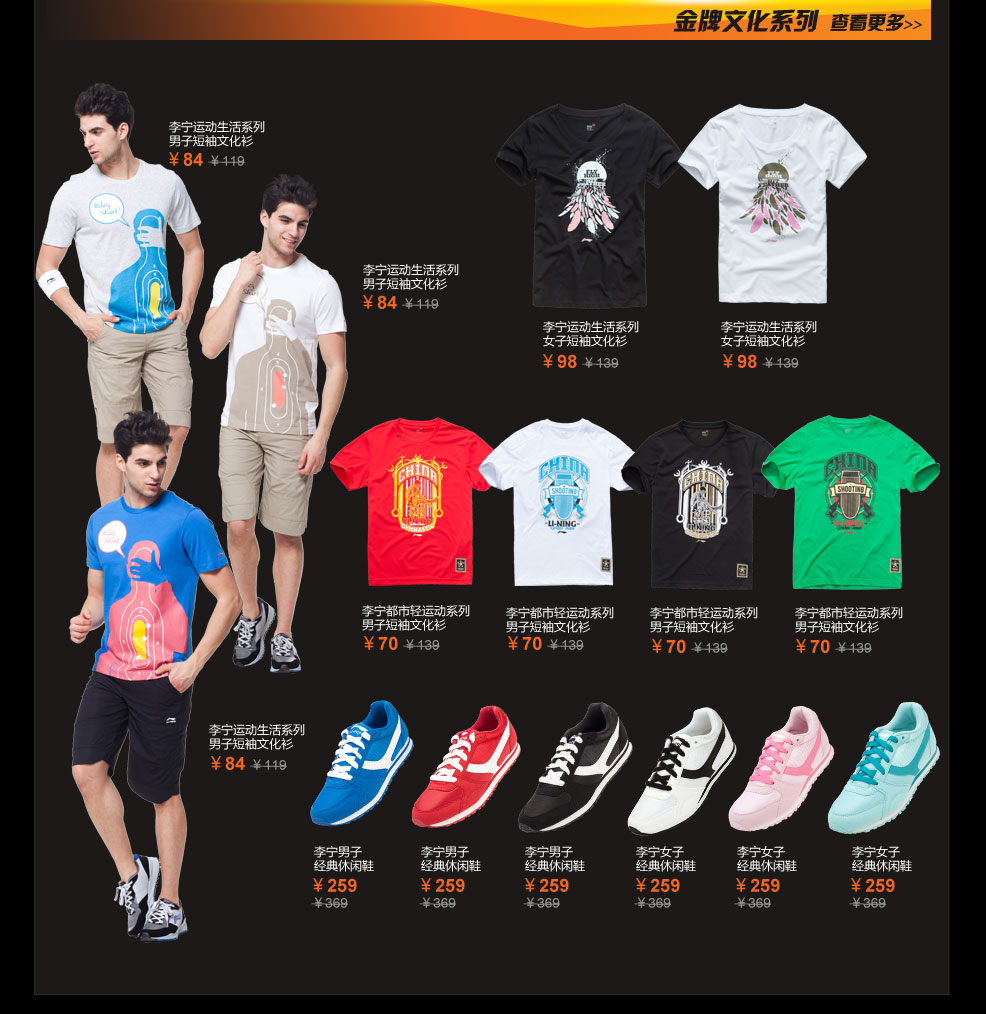 金牌文化系列 查看更多>>
李宁运动生活系列
男子短袖文化衫
¥84 ¥119
李宁运动生活系列
男子短袖文化衫
¥84 ¥119
李宁运动生活系列
女子短袖文化衫
¥98 ¥139
李宁运动生活系列
女子短袖文化衫
¥98 ¥139
CHINA
CHINA
SHOOTING
LI-NING
CHINA
CHINA
SHOOTING
LI-NING
李宁都市轻运动系列
男子短袖文化衫
¥70 ¥139
李宁都市轻运动系列
男子短袖文化衫
¥70 ¥139
李宁都市轻运动系列
男子短袖文化衫
¥70 ¥139
李宁都市轻运动系列
男子短袖文化衫
¥70 ¥139
李宁运动生活系列
男子短袖文化衫
¥84 ¥119
李宁男子
经典休闲鞋
¥259
¥369
李宁男子
经典休闲鞋
¥259
¥369
李宁男子
经典休闲鞋
¥259
¥369
李宁女子
经典休闲鞋
¥259
¥369
李宁女子
经典休闲鞋
¥259
¥369
李宁女子
经典休闲鞋
¥259
¥369